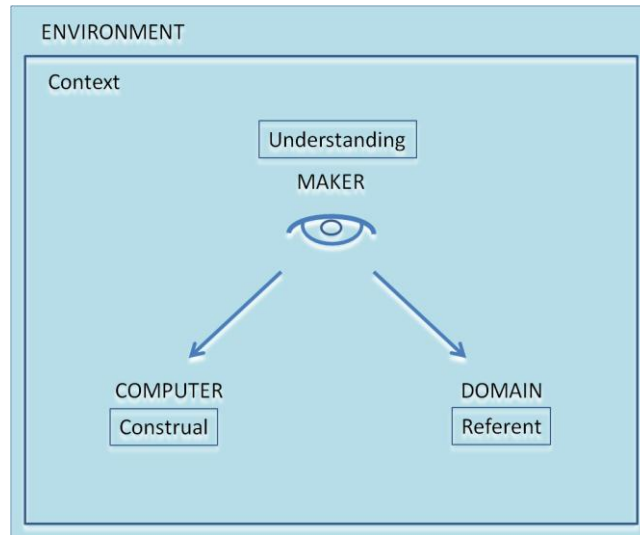 ENVIRONMENT
Context
Understanding
MAKER
COMPUTER
Construal
DOMAIN
Referent